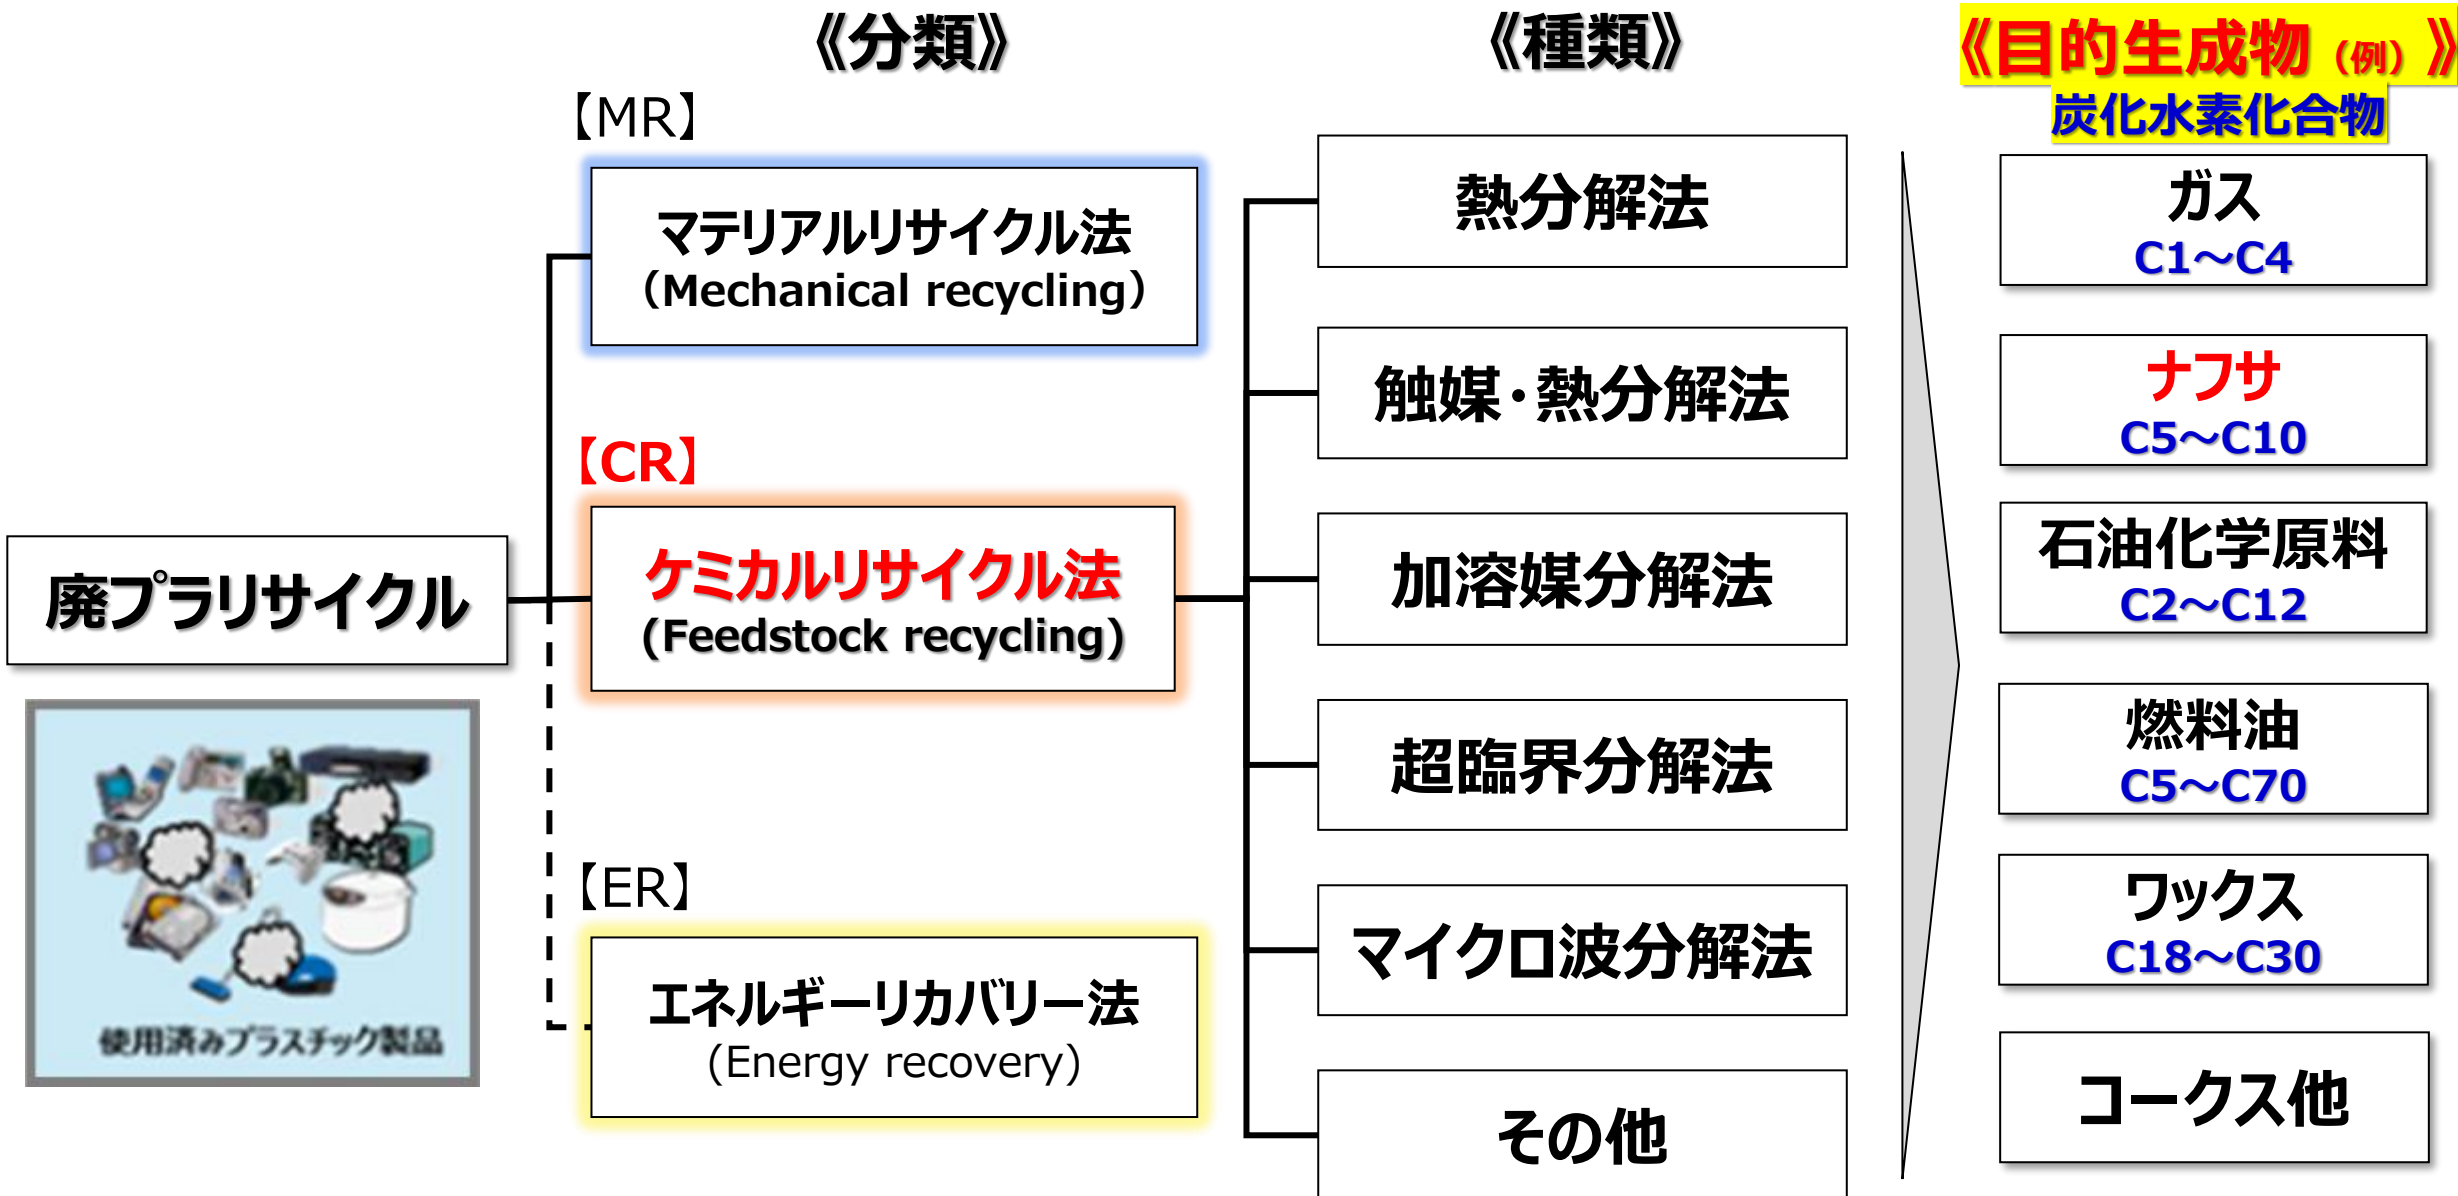 《分類》
《種類》
《目的生成物（例）》
炭化水素化合物
【MR】
マテリアルリサイクル法
（Mechanical recycling）
【CR】
ケミカルリサイクル法
(Feedstock recycling)
廃プラリサイクル
使用済みプラスチック製品
【ER】
エネルギーリカバリー法
(Energy recovery)
熱分解法
触媒・熱分解法
加溶媒分解法
超臨界分解法
マイクロ波分解法
その他
ガス
C1～C4
ナフサ
C5～C10
石油化学原料
C2～C12
燃料油
C5～C70
ワックス
C18～C30
コークス他